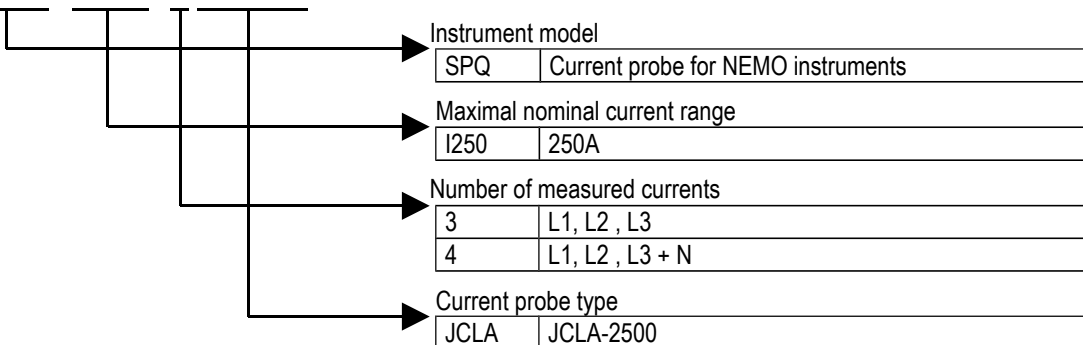 Instrument model
SPQ Current probe for NEMO instruments
Maximal nominal current range
I250 250A
Number of measured currents
3 L1, L2 , L3
4 L1, L2 , L3 + N
Current probe type
JCLA JCLA-2500